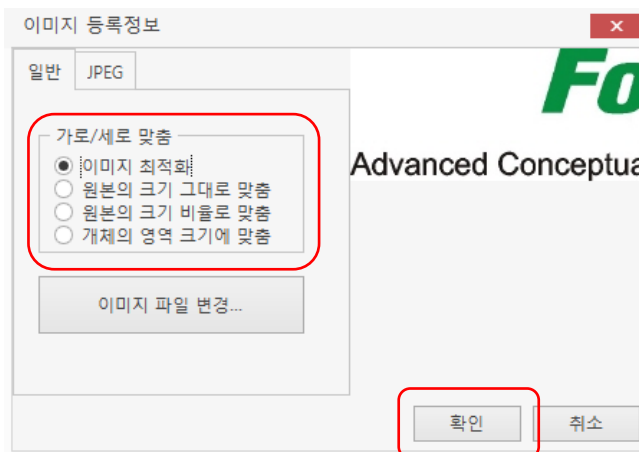 이미지 등록정보
일반 JPEG
가로/세로 맞춤
이미지 최적화
원본의 크기 그대로 맞춤
원본의 크기 비율로 맞춤
개체의 영역 크기에 맞춤
이미지 파일 변경...
Fo
Advanced Conceptua
확인 취소